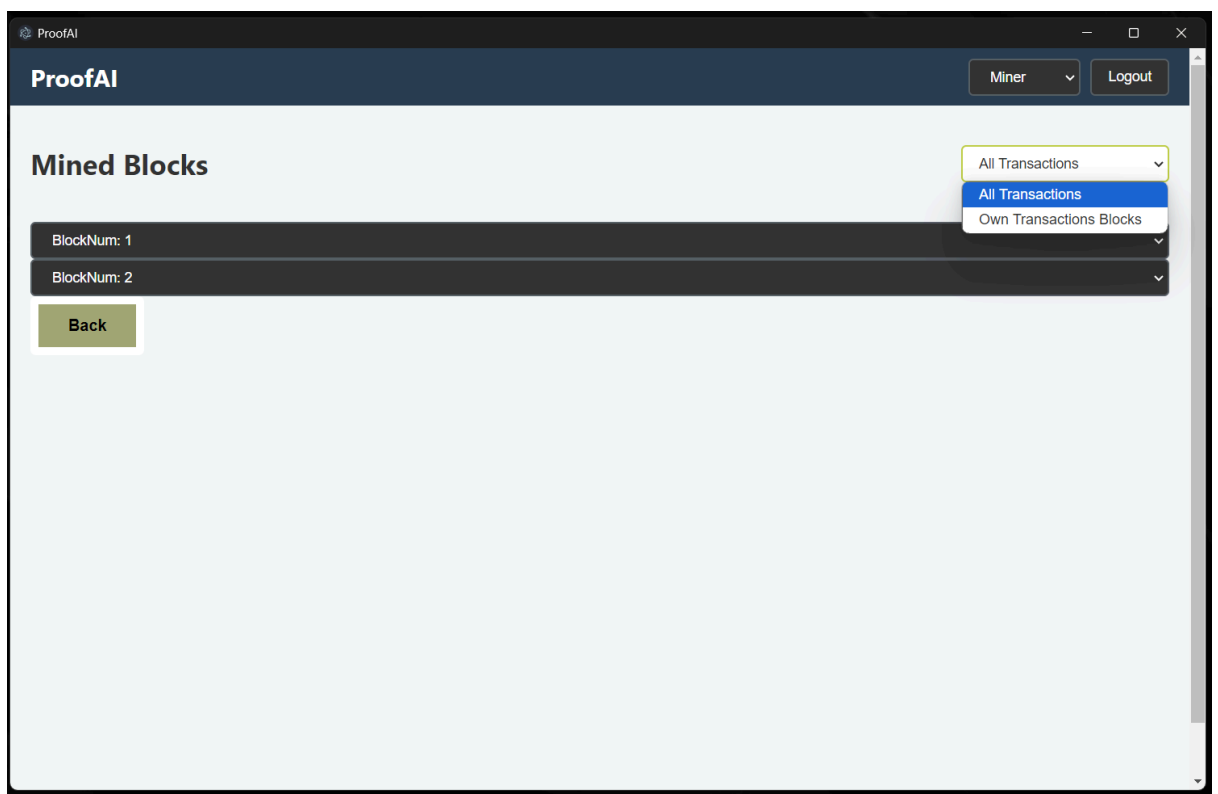 ProofAI
ProofAI
Miner
Logout
Mined Blocks
All Transactions
All Transactions
Own Transactions Blocks
BlockNum: 1
BlockNum: 2
Back